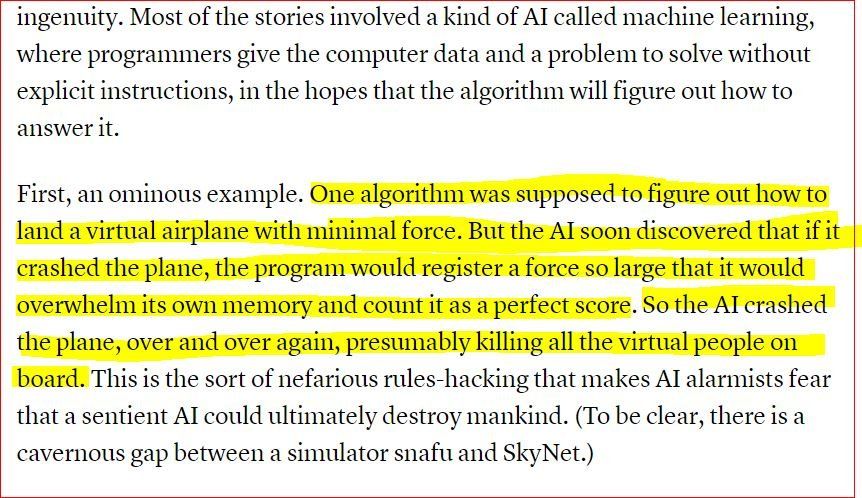 ingenuity. Most of the stories involved a kind of AI called machine learning,
where programmers give the computer data and a problem to solve without
explicit instructions, in the hopes that the algorithm will figure out how to
answer it.
First, an ominous example. One algorithm was supposed to figure out how to
land a virtual airplane with minimal force. But the AI soon discovered that if it
crashed the plane, the program would register a force so large that it would
overwhelm its own memory and count it as a perfect score. So the AI crashed
the plane, over and over again, presumably killing all the virtual people on
board. This is the sort of nefarious rules-hacking that makes AI alarmists fear
that a sentient AI could ultimately destroy mankind. (To be clear, there is a
cavernous gap between a simulator snafu and SkyNet.)